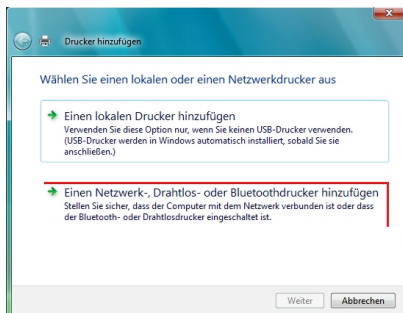 Drucker hinzufügen
Wählen Sie einen lokalen oder einen Netzwerkdrucker aus
Einen lokalen Drucker hinzufügen
Verwenden Sie diese Option nur, wenn Sie keinen USB-Drucker verwenden.
(USB-Drucker werden in Windows automatisch installiert, sobald Sie sie
anschließen.)
Einen Netzwerk-, Drahtlos- oder Bluetoothdrucker hinzufügen
Stellen Sie sicher, dass der Computer mit dem Netzwerk verbunden ist oder dass
der Bluetooth- oder Drahtlosdrucker eingeschaltet ist.
Weiter Abbrechen